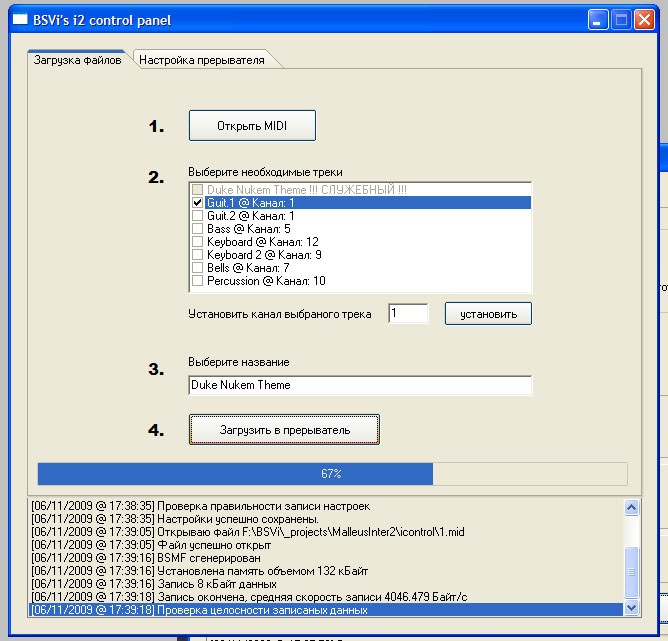 BSVi's i2 control panel
Загрузка файлов
Настройка прерывателя
1.
Открыть MIDI
2.
Выберите необходимые треки
Duke Nukem Theme !!! СЛУЖЕБНЫЙ !!!
Guit.1 @ Канал: 1
Guit.2 @ Канал: 1
Bass @ Канал: 5
Keyboard @ Канал: 12
Keyboard 2 @ Канал: 9
Bells @ Канал: 7
Percussion @ Канал: 10
Установить канал выбраного трека
1
установить
3.
Выберите название
Duke Nukem Theme
4.
Загрузить в прерыватель
67%
[06/11/2009 @ 17:38:35] Проверка правильности записи настроек
[06/11/2009 @ 17:38:35] Настройки успешно сохранены.
[06/11/2009 @ 17:39:05] Открываю файл F:\BSVi\_projects\MalleusInter2\icontrol\1.mid
[06/11/2009 @ 17:39:05] Файл успешно открыт
[06/11/2009 @ 17:39:16] BSMF сгенерирован
[06/11/2009 @ 17:39:16] Установлена память объемом 132 кБайт
[06/11/2009 @ 17:39:16] Запись 8 кБайт данных
[06/11/2009 @ 17:39:18] Запись окончена, средняя скорость записи 4046.479 Байт/с
[06/11/2009 @ 17:39:18] Проверка целосности записаных данных